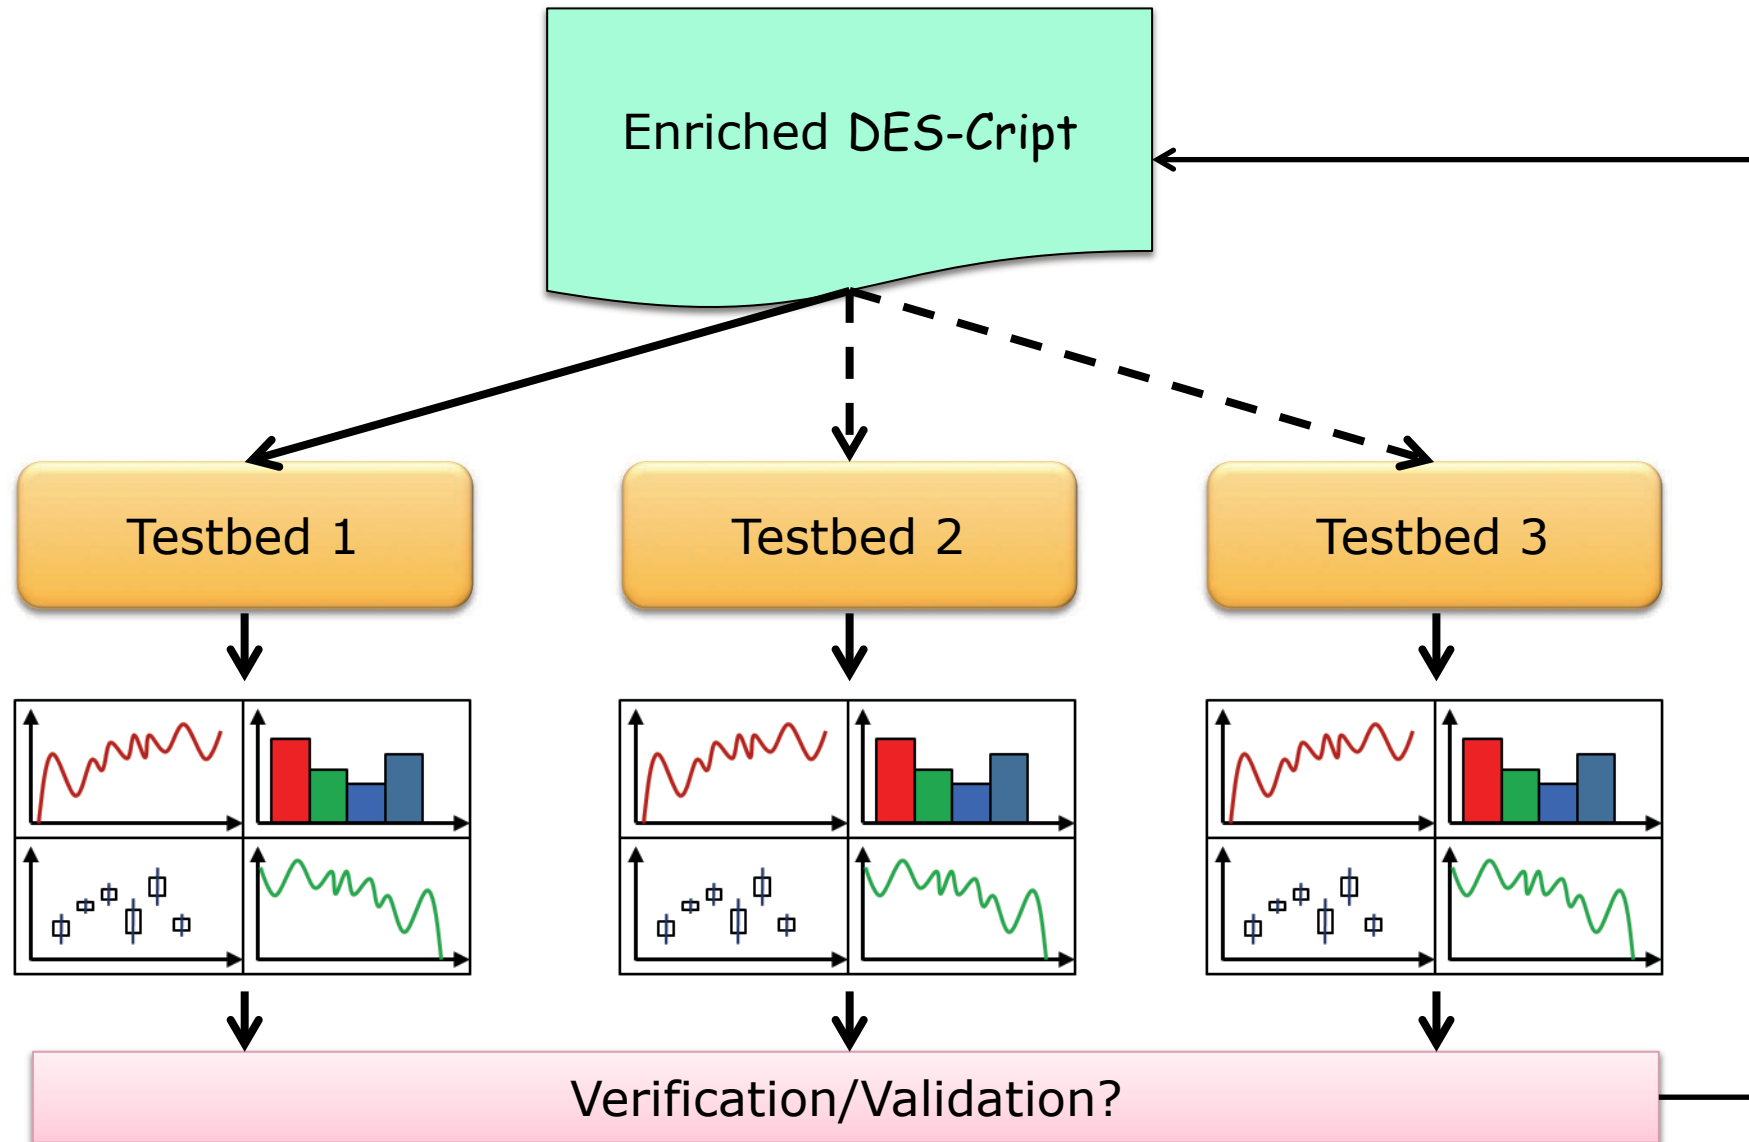 Enriched DES-Cript
Testbed 1
Testbed 2
Testbed 3
Verification/Validation?